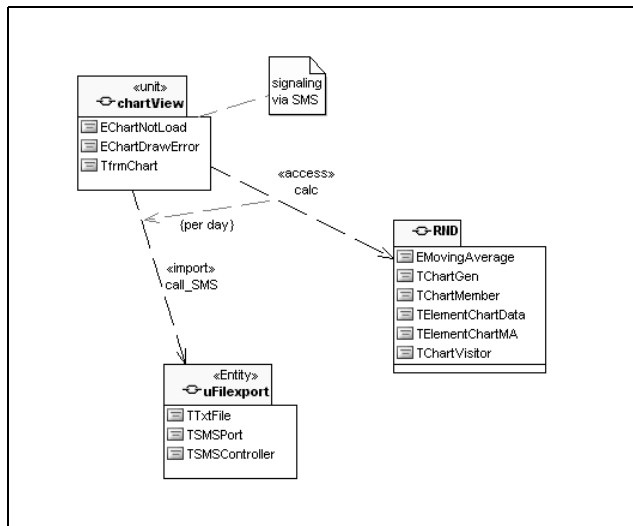 «unit»
chartView
EChartNotLoad
EChartDrawError
TfrmChart
signaling
via SMS
«access»
calc
{per day}
«import»
call_SMS
RND
EMovingAverage
TChartGen
TChartMember
TElementChartData
TElementChartMA
TChartVisitor
«Entity»
uFilexport
TTxtFile
TSMSPort
TSMSController